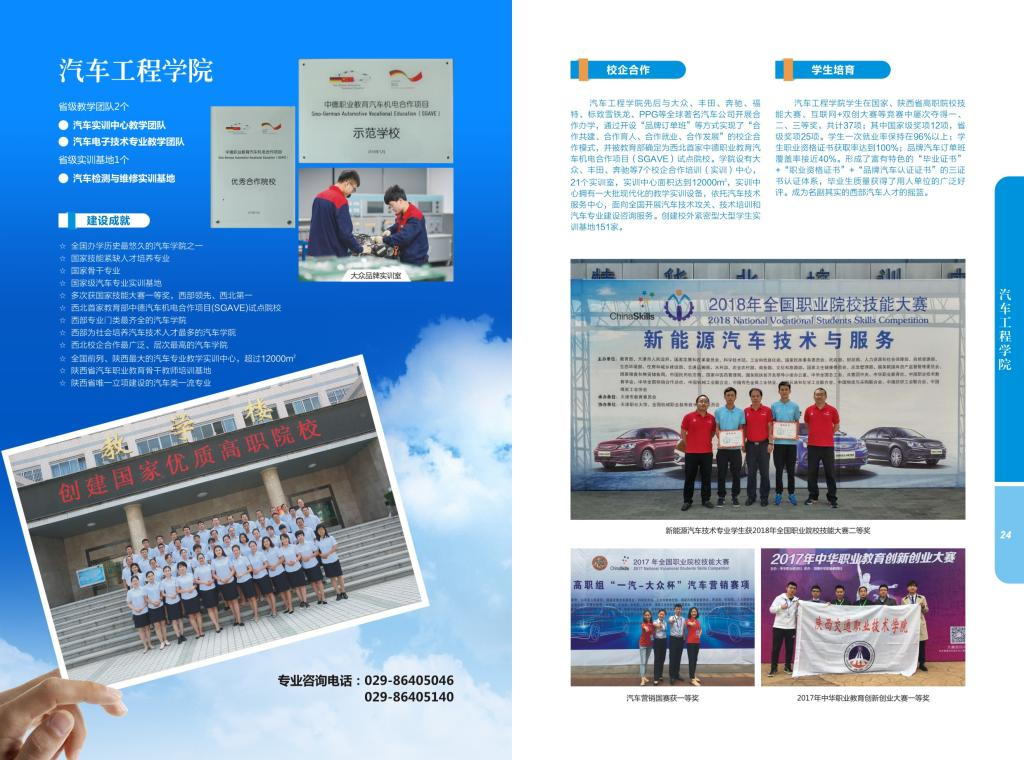 汽车工程学院
省级教学团队2个
汽车实训中心教学团队
汽车电子技术专业教学团队
省级实训基地1个
汽车检测与维修实训基地
中德职业教育汽车机电合作项目
优秀合作院校
中德职业教育汽车机电合作项目
Sino-German Automotive Vocational Education (SGAVE)
示范学校
大众品牌实训室
建设成就
☆ 全国办学历史最悠久的汽车学院之一
☆ 国家技能紧缺人才培养专业
☆ 国家骨干专业
☆ 国家级汽车专业实训基地
☆ 多次获国家技能大赛一等奖，西部领先、西北第一
☆ 西北首家教育部中德汽车机电合作项目(SGAVE)试点院校
☆ 西部专业门类最齐全的汽车学院
☆ 西部为社会培养汽车技术人才最多的汽车学院
☆ 西北校企合作最广泛、层次最高的汽车学院
☆ 全国前列、陕西最大的汽车专业教学实训中心，超过12000㎡
☆ 陕西省汽车职业教育骨干教师培训基地
☆ 陕西省唯一立项建设的汽车类一流专业
教学楼
创建国家优质高职院校
专业咨询电话：029-86405046
029-86405140
校企合作
汽车工程学院先后与大众、丰田、奔驰、福
特、标致雪铁龙、PPG等全球著名汽车公司开展合
作办学，通过开设“品牌订单班”等方式实现了“合
作共建、合作育人、合作就业、合作发展”的校企合
作模式，并被教育部确定为西北首家中德职业教育汽
车机电合作项目（SGAVE）试点院校。学院设有大
众、丰田、奔驰等7个校企合作培训（实训）中心，
21个实训室，实训中心面积达到12000㎡，实训中
心拥有一大批现代化的教学实训设备，依托汽车技术
服务中心，面向全国开展汽车技术攻关、技术培训和
汽车专业建设咨询服务。创建校外紧密型大型学生实
训基地151家。
学生培育
汽车工程学院学生在国家、陕西省高职院校技
能大赛、互联网+双创大赛等竞赛中屡次夺得一、
二、三等奖，共计37项；其中国家级奖项12项，省
级奖项25项。学生一次就业率保持在96%以上；学
生职业资格证书获取率达到100%；品牌汽车订单班
覆盖率接近40%。形成了富有特色的“毕业证书”
+“职业资格证书”+“品牌汽车认证证书”的三证
书认证体系，毕业生质量获得了用人单位的广泛好
评。成为名副其实的西部汽车人才的摇篮。
ChinaSkills
2018年全国职业院校技能大赛
2018 National Vocational Students Skills Competition
新能源汽车技术与服务
新能源汽车技术专业学生获2018年全国职业院校技能大赛二等奖
ChinaSkills
2017年全国职业院校技能大赛
2017 National Vocational Students Skills Competition
高职组“一汽-大众杯”汽车营销赛项
汽车营销国赛获一等奖
2017年中华职业教育创新创业大赛
陕西交通职业技术学院
2017年中华职业教育创新创业大赛一等奖
汽车工程学院
24